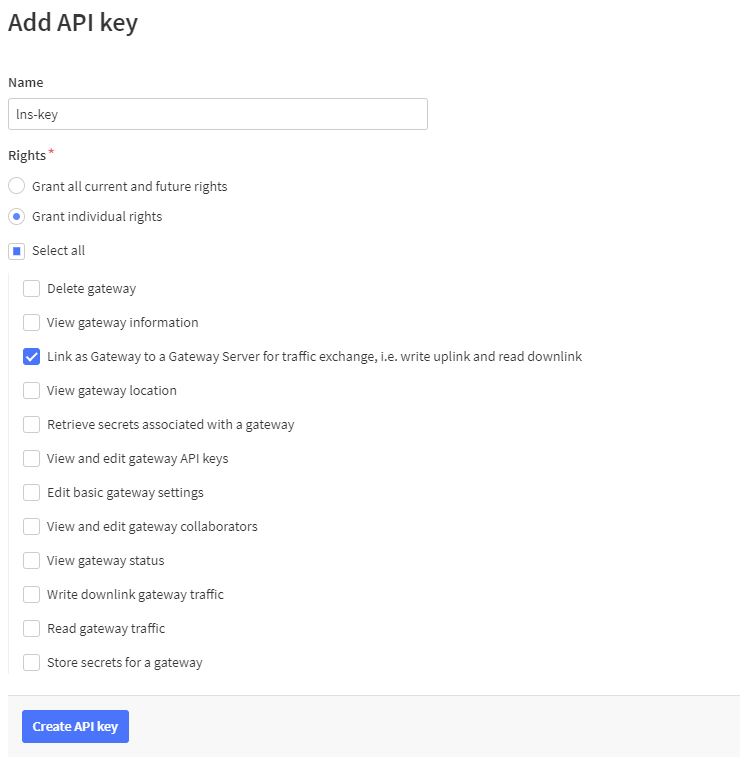 Add API key
Name
lns-key
Rights*
Grant all current and future rights
Grant individual rights
Select all
Delete gateway
View gateway information
Link as Gateway to a Gateway Server for traffic exchange, i.e. write uplink and read downlink
View gateway location
Retrieve secrets associated with a gateway
View and edit gateway API keys
Edit basic gateway settings
View and edit gateway collaborators
View gateway status
Write downlink gateway traffic
Read gateway traffic
Store secrets for a gateway
Create API key